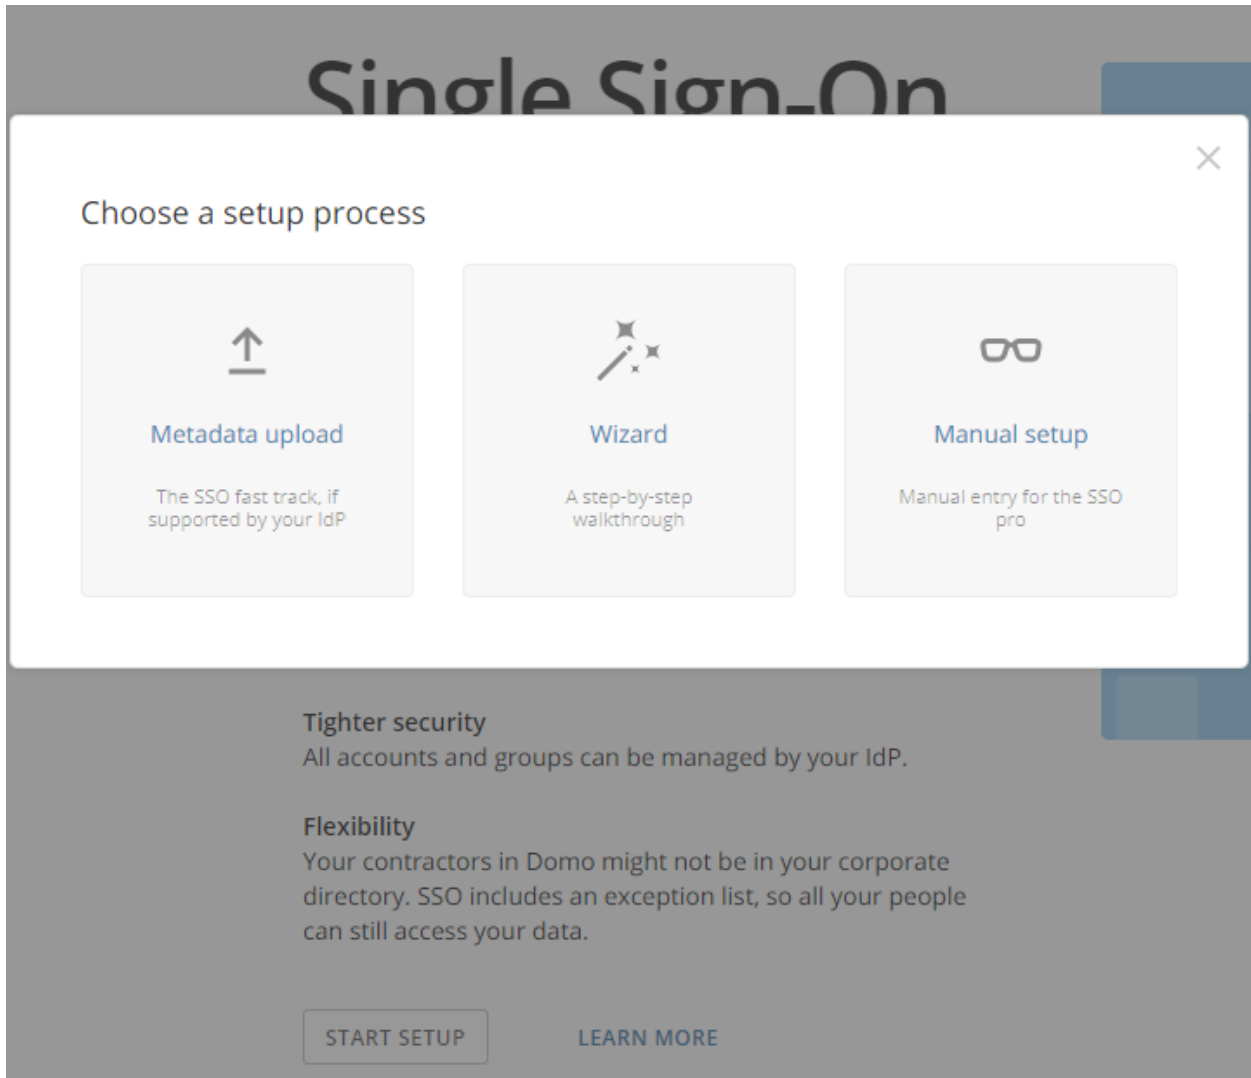 Single Sign-On
Choose a setup process
Metadata upload
The SSO fast track, if
supported by your IdP
Wizard
A step-by-step
walkthrough
Manual setup
Manual entry for the SSO
pro
Tighter security
All accounts and groups can be managed by your IdP.
Flexibility
Your contractors in Domo might not be in your corporate
directory. SSO includes an exception list, so all your people
can still access your data.
START SETUP
LEARN MORE